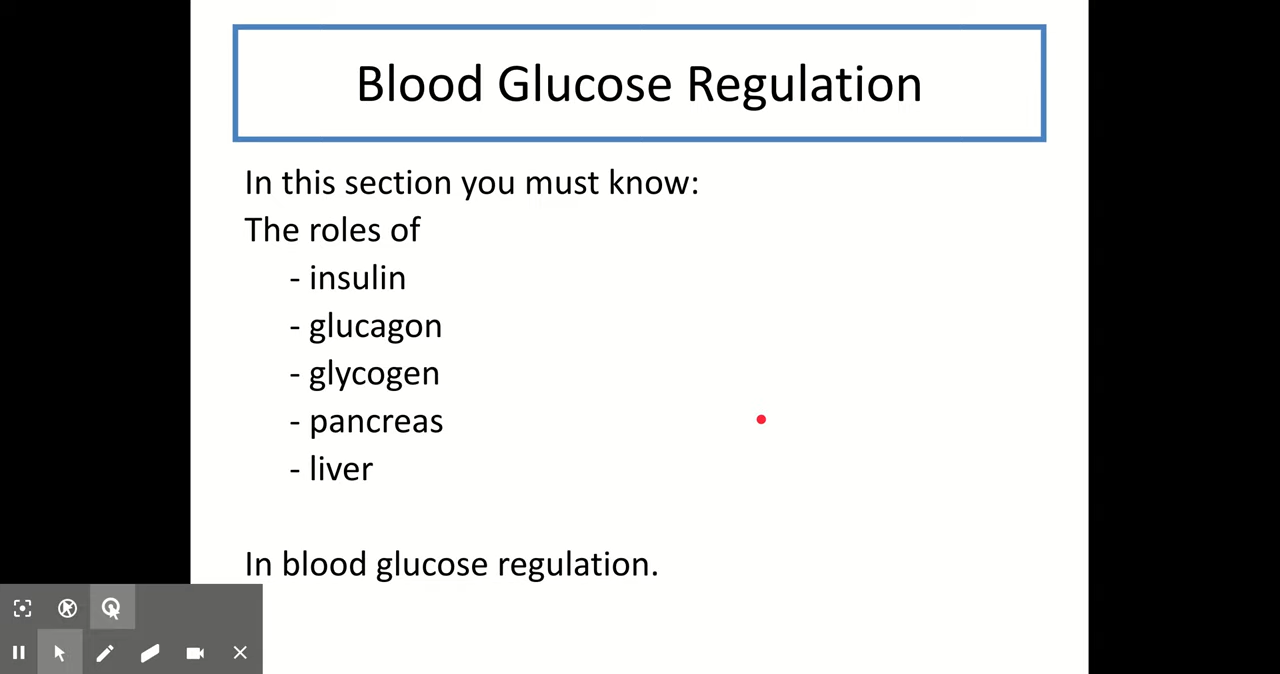 Blood Glucose Regulation
In this section you must know:
The roles of
- insulin
- glucagon
- glycogen
- pancreas
- liver
In blood glucose regulation.